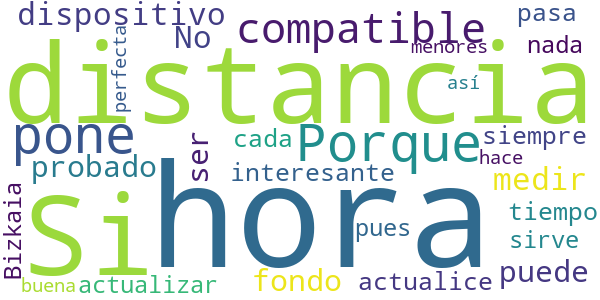 dispositivo
No
compatible
pasa
perfecta
menores
nada
distancia
así
pone
Porque
siempre
probado
ser
cada
hace
interesante
medir
Bizkaia
Si
hora
pues
tiempo
sirve
buena
actualizar
fondo
actualice
puede